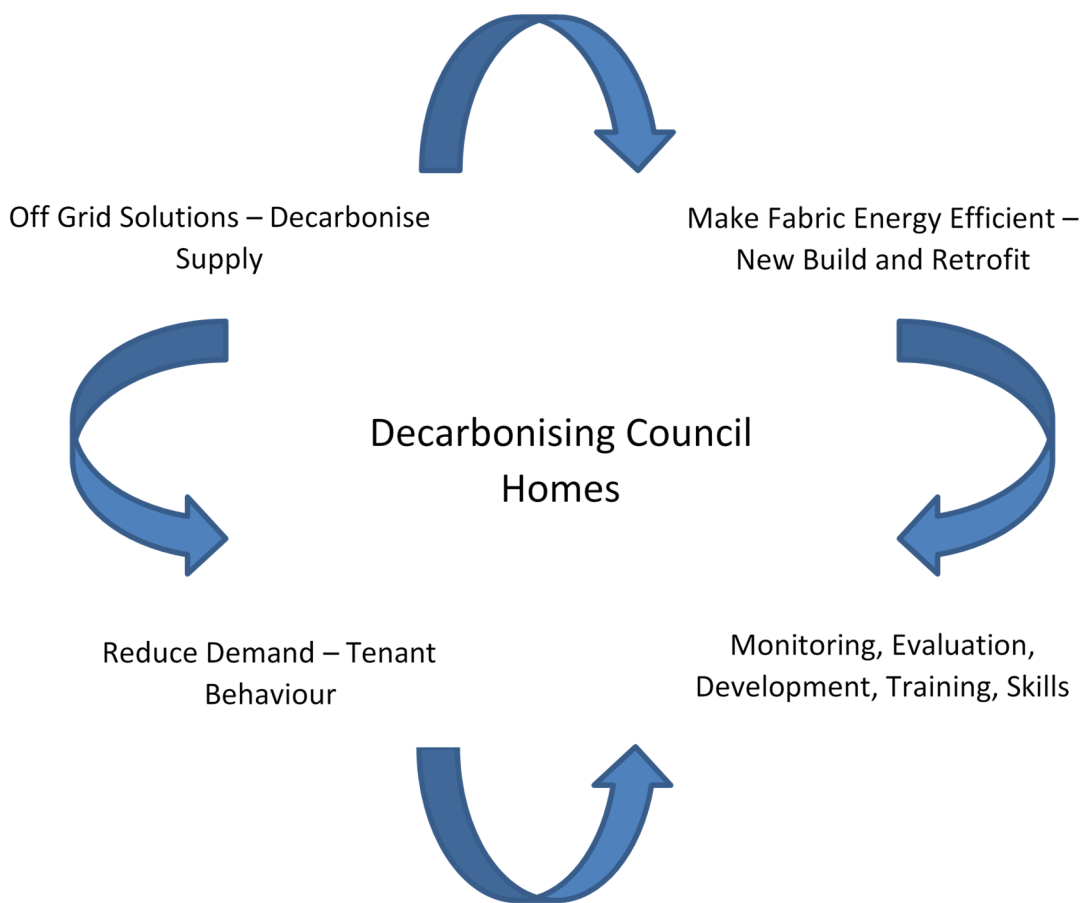 Off Grid Solutions – Decarbonise
Supply
Make Fabric Energy Efficient –
New Build and Retrofit
Decarbonising Council
Homes
Reduce Demand – Tenant
Behaviour
Monitoring, Evaluation,
Development, Training, Skills